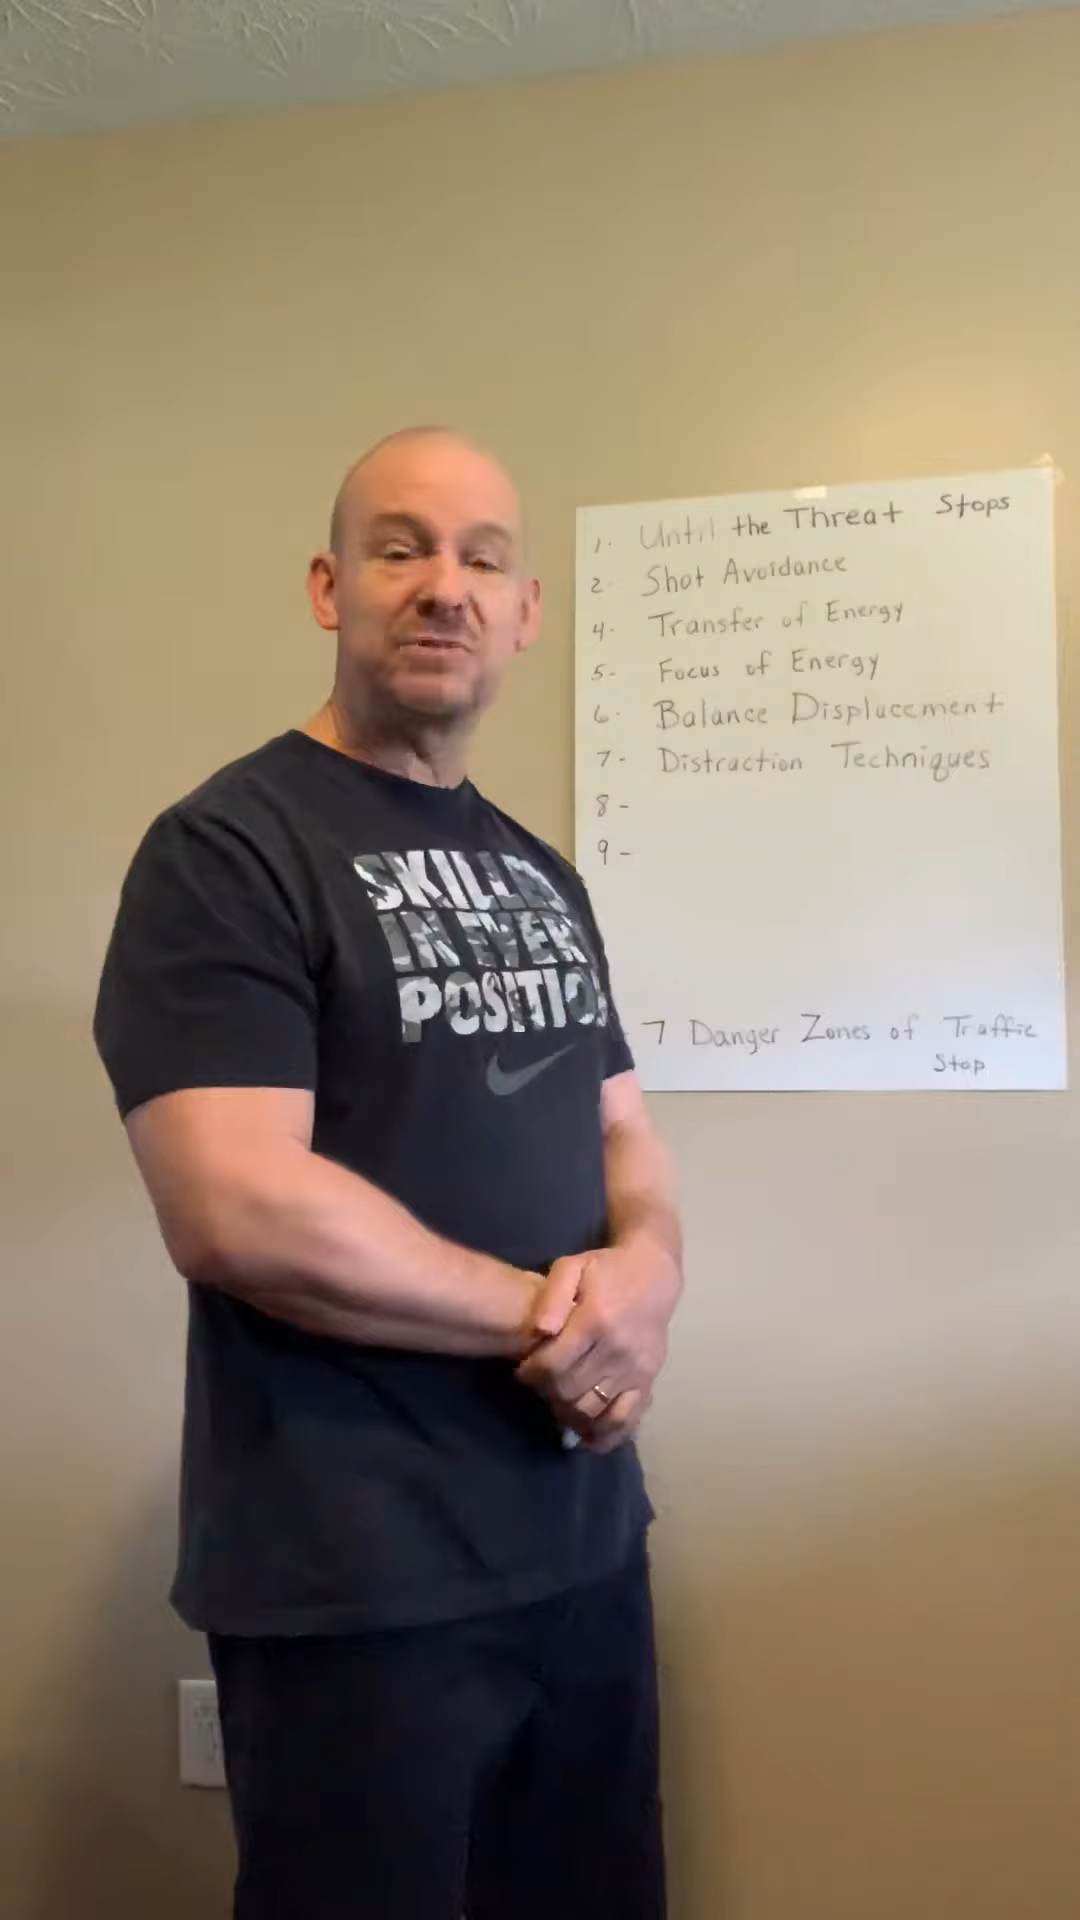 1. Until the Threat Stops
2. Shot Avoidance
4. Transfer of Energy
5- Focus of Energy
6. Balance Displacement
7- Distraction Techniques
8-
9-
7 Danger Zones of Traffic
Stop
SKILLED
IN EVERY
POSITION